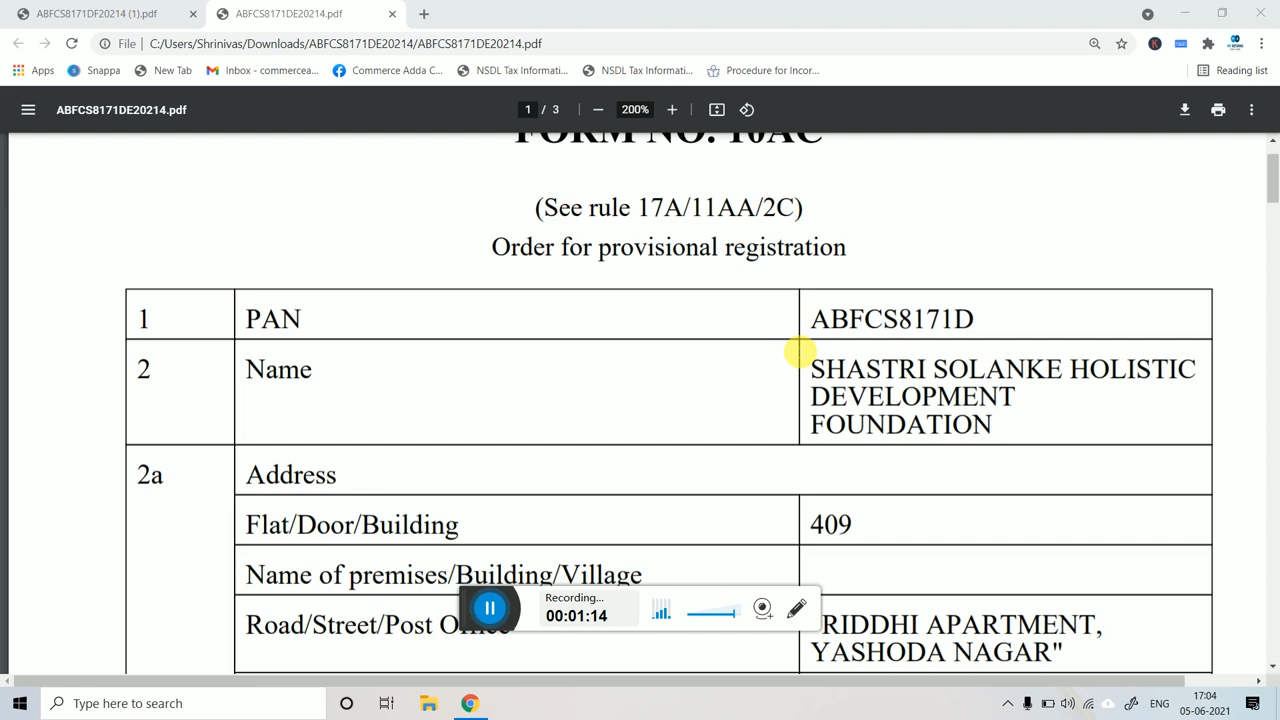 ABFCS8171DF20214 (1).pdf
ABFCS8171DE20214.pdf
File
C:/Users/Shrinivas/Downloads/ABFCS8171DE20214/ABFCS8171DE20214.pdf
Apps
Snappa
New Tab
Inbox - commercea...
Commerce Adda C...
NSDL Tax Informati...
NSDL Tax Informati...
Procedure for Incor...
Reading list
ABFCS8171DE20214.pdf
1 / 3
200%
FORM NO. 10AC
(See rule 17A/11AA/2C)
Order for provisional registration
1 PAN ABFCS8171D
2 Name SHASTRI SOLANKE HOLISTIC
DEVELOPMENT
FOUNDATION
2a Address
Flat/Door/Building 409
Name of premises/Building/Village
Recording...
00:01:14
Road/Street/Post RIDDHI APARTMENT,
YASHODA NAGAR"
Type here to search
ENG
17:04
05-06-2021